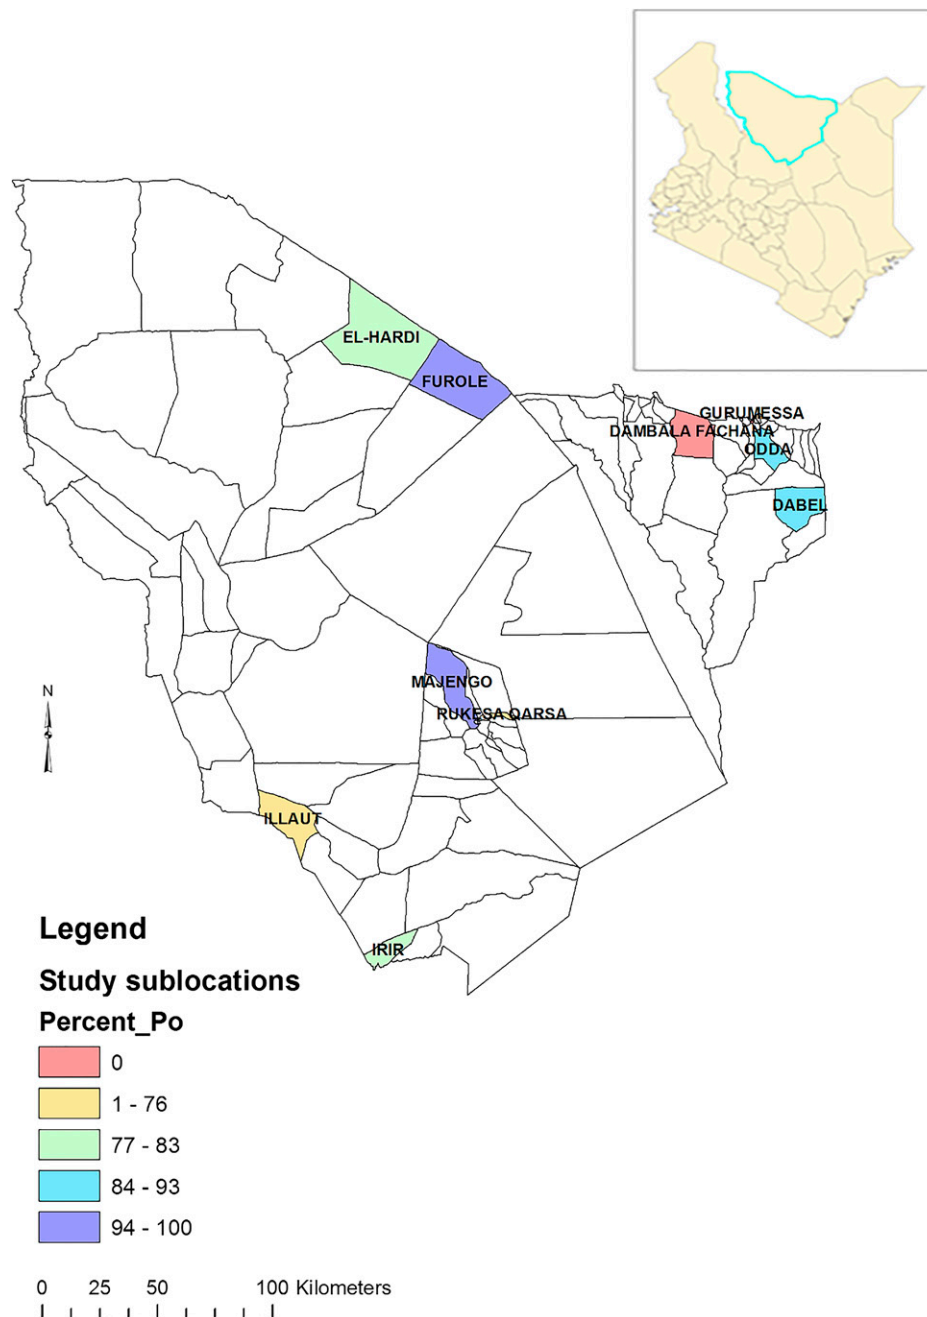 EL-HARDI
FUROLE
GURUMESSA
DAMBALA FACHANA
ODDA
DABEL
MAJENGO
RUKESA QARSA
N
ILLAUT
IRIR
Legend
Study sublocations
Percent_Po
0
1 - 76
77 - 83
84 - 93
94 - 100
0 25 50 100 Kilometers